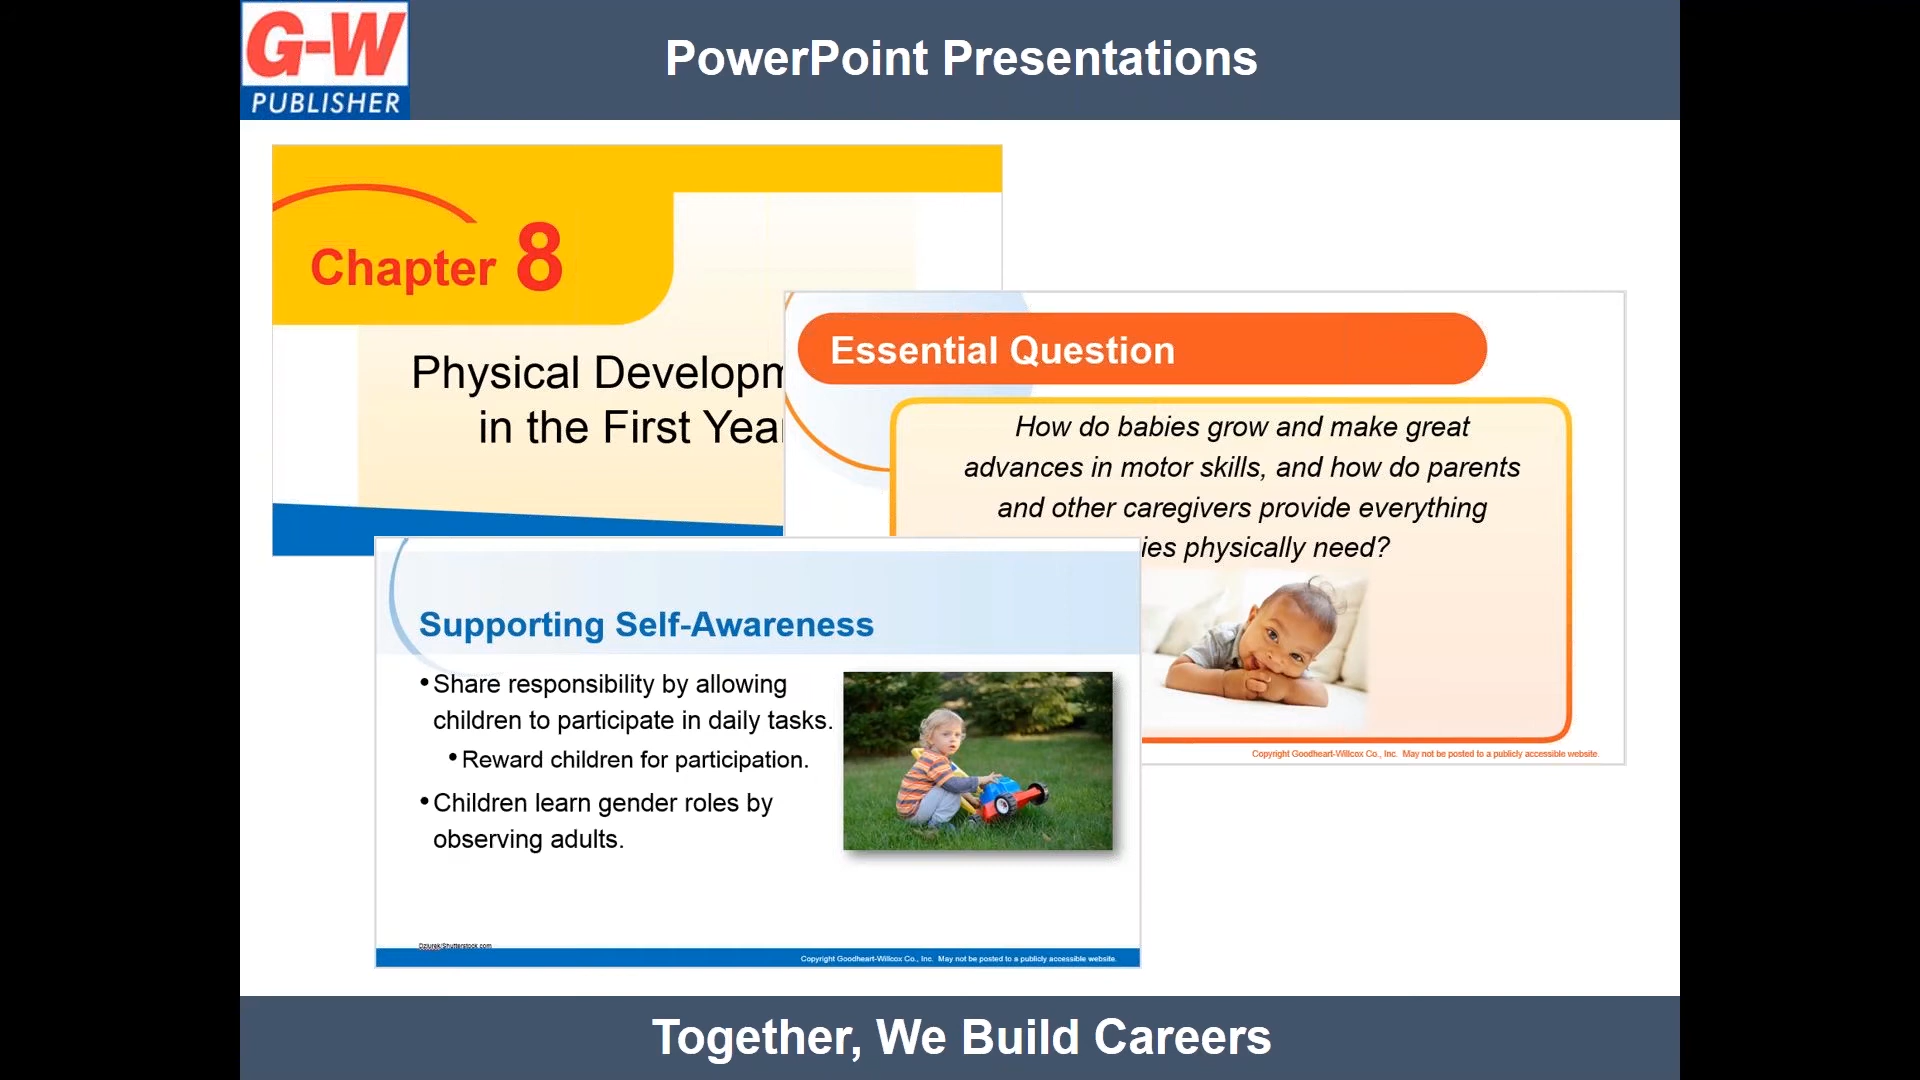 G-W
PUBLISHER
PowerPoint Presentations
Chapter 8
Physical Developm
in the First Year
Essential Question
How do babies grow and make great
advances in motor skills, and how do parents
and other caregivers provide everything
ies physically need?
Copyright Goodheart-Willcox Co., Inc. May not be posted to a publicly accessible website.
Supporting Self-Awareness
•Share responsibility by allowing
children to participate in daily tasks.
•Reward children for participation.
•Children learn gender roles by
observing adults.
Dziurek/Shutterstock.com
Copyright Goodheart-Willcox Co., Inc. May not be posted to a publicly accessible website.
Together, We Build Careers